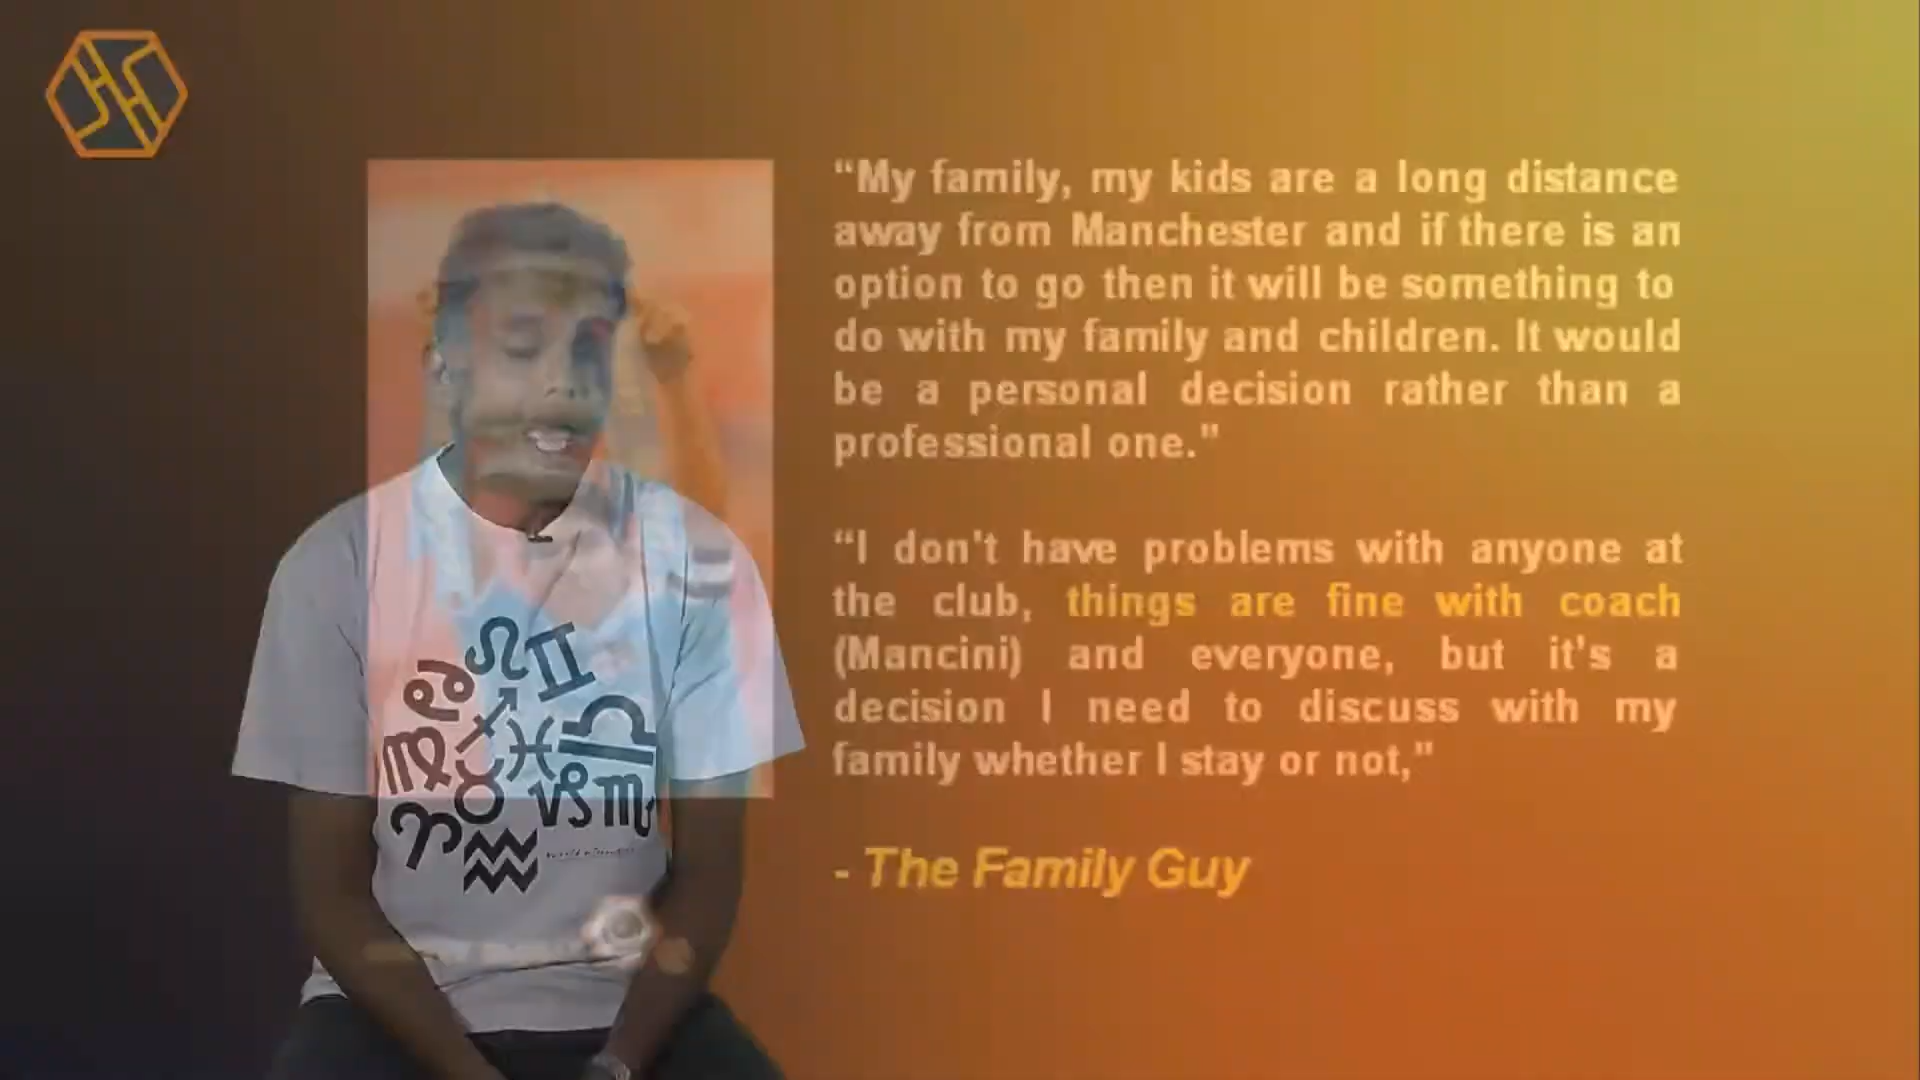 “My family, my kids are a long distance
away from Manchester and if there is an
option to go then it will be something to
do with my family and children. It would
be a personal decision rather than a
professional one.”
“I don't have problems with anyone at
the club, things are fine with coach
(Mancini) and everyone, but it's a
decision I need to discuss with my
family whether I stay or not,”
- The Family Guy